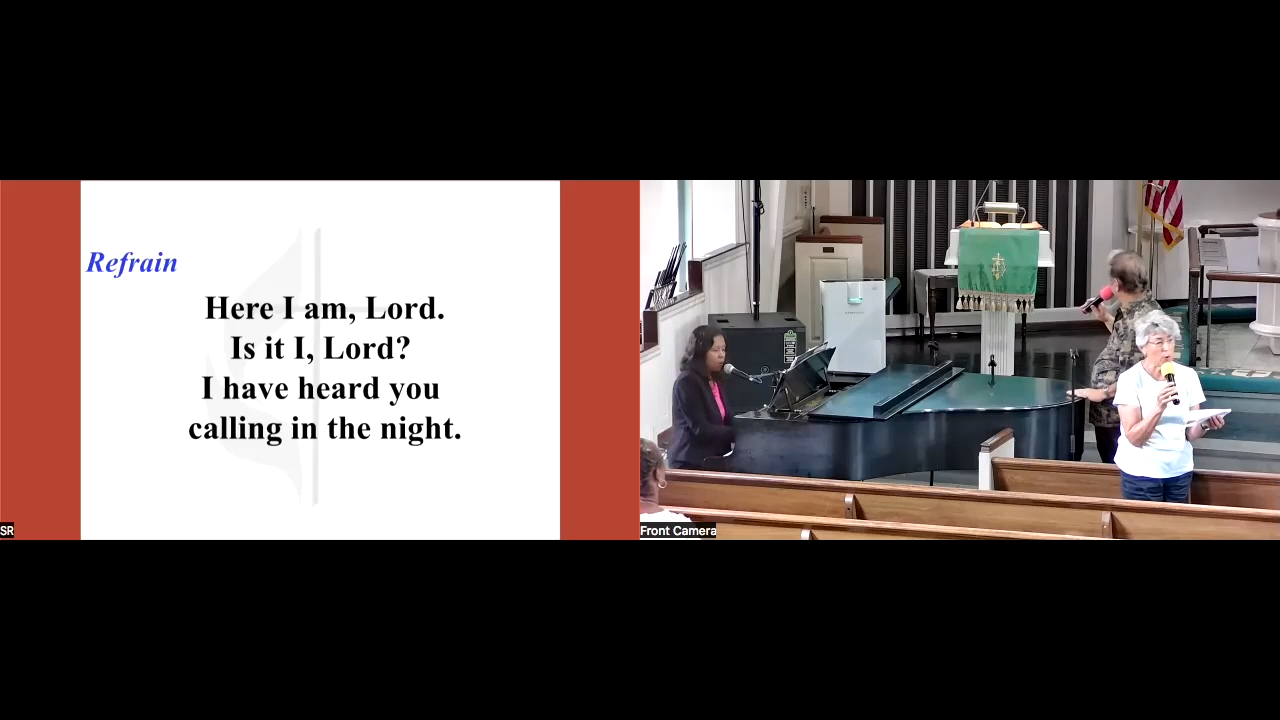 Refrain
Here I am, Lord.
Is it I, Lord?
I have heard you
calling in the night.
SR
Front Camera